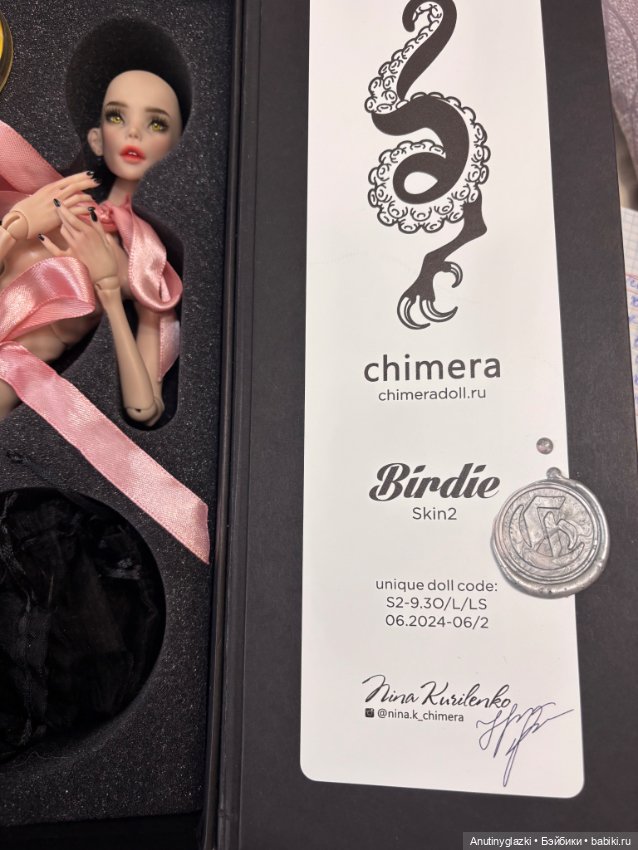 chimera
chimeradoll.ru
Birdie
Skin2
unique doll code:
S2-9.3O/L/LS
06.2024-06/2
Nina Kurilenko
@nina.k_chimera
Anutinyglazki • Бэйбики • babiki.ru